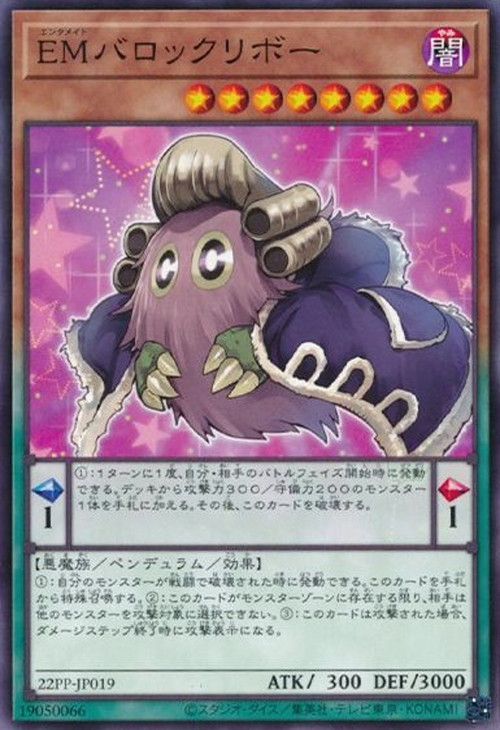 エンタメイト
EMバロックリボー
やみ
闇
①:1ターンに1度、自分・相手のバトルフェイズ開始時に発動
できる。デッキから攻撃力300/守備力200のモンスター
1体を手札に加える。その後、このカードを破壊する。
1
1
【悪魔族/ペンデュラム/効果】
①:自分のモンスターが戦闘で破壊された時に発動できる。このカードを手札
から特殊召喚する。②:このカードがモンスターゾーンに存在する限り、相手は
他のモンスターを攻撃対象に選択できない。③:このカードは攻撃された場合、
ダメージステップ終了時に攻撃表示になる。
22PP-JP019
ATK/ 300 DEF/3000
19050066
©スタジオ・ダイス/集英社・テレビ東京・KONAMI